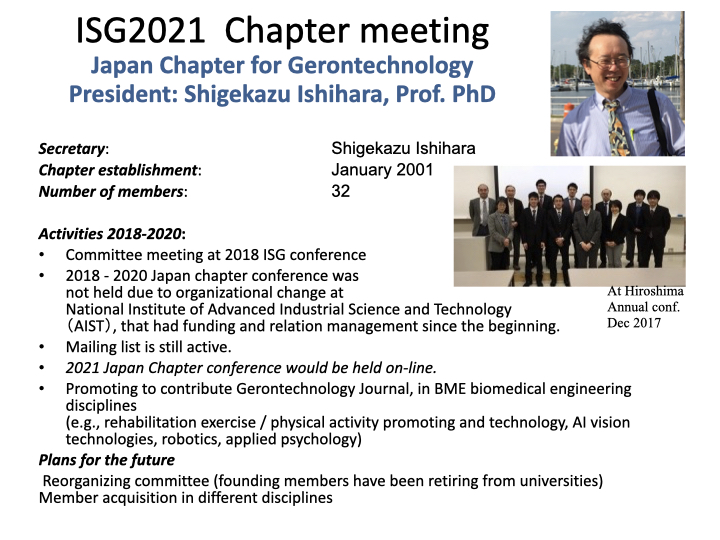 ISG2021  Chapter meeting
Japan Chapter for Gerontechnology
President: Shigekazu Ishihara, Prof. PhD
Secretary: Shigekazu Ishihara
Chapter establishment: January 2001
Number of members: 32
Activities 2018-2020:
• Committee meeting at 2018 ISG conference
• 2018 - 2020 Japan chapter conference was
not held due to organizational change at
National Institute of Advanced Industrial Science and Technology
（AIST）, that had funding and relation management since the beginning.
At Hiroshima
Annual conf.
Dec 2017
• Mailing list is still active.
• 2021 Japan Chapter conference would be held on-line.
• Promoting to contribute Gerontechnology Journal, in BME biomedical engineering
disciplines
(e.g., rehabilitation exercise / physical activity promoting and technology, AI vision
technologies, robotics, applied psychology)
Plans for the future
Reorganizing committee (founding members have been retiring from universities)
Member acquisition in different disciplines